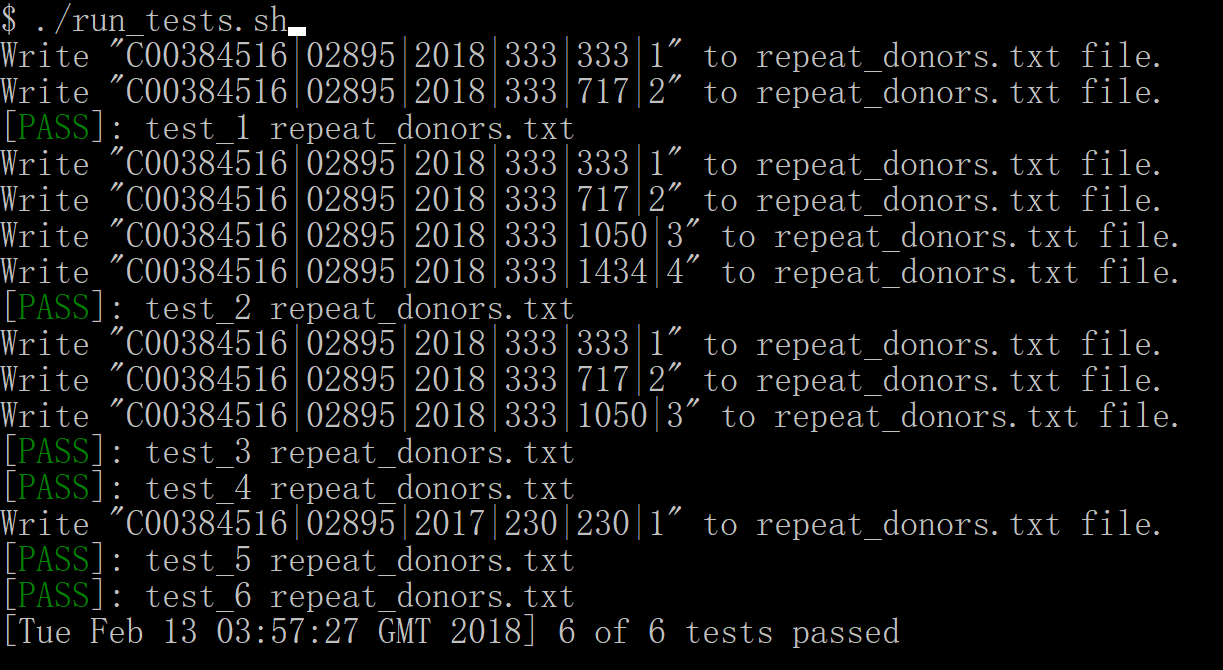 $ ./run_tests.sh
Write "C00384516|02895|2018|333|333|1" to repeat_donors.txt file.
Write "C00384516|02895|2018|333|717|2" to repeat_donors.txt file.
[PASS]: test_1 repeat_donors.txt
Write "C00384516|02895|2018|333|333|1" to repeat_donors.txt file.
Write "C00384516|02895|2018|333|717|2" to repeat_donors.txt file.
Write "C00384516|02895|2018|333|1050|3" to repeat_donors.txt file.
Write "C00384516|02895|2018|333|1434|4" to repeat_donors.txt file.
[PASS]: test_2 repeat_donors.txt
Write "C00384516|02895|2018|333|333|1" to repeat_donors.txt file.
Write "C00384516|02895|2018|333|717|2" to repeat_donors.txt file.
Write "C00384516|02895|2018|333|1050|3" to repeat_donors.txt file.
[PASS]: test_3 repeat_donors.txt
[PASS]: test_4 repeat_donors.txt
Write "C00384516|02895|2017|230|230|1" to repeat_donors.txt file.
[PASS]: test_5 repeat_donors.txt
[PASS]: test_6 repeat_donors.txt
[Tue Feb 13 03:57:27 GMT 2018] 6 of 6 tests passed